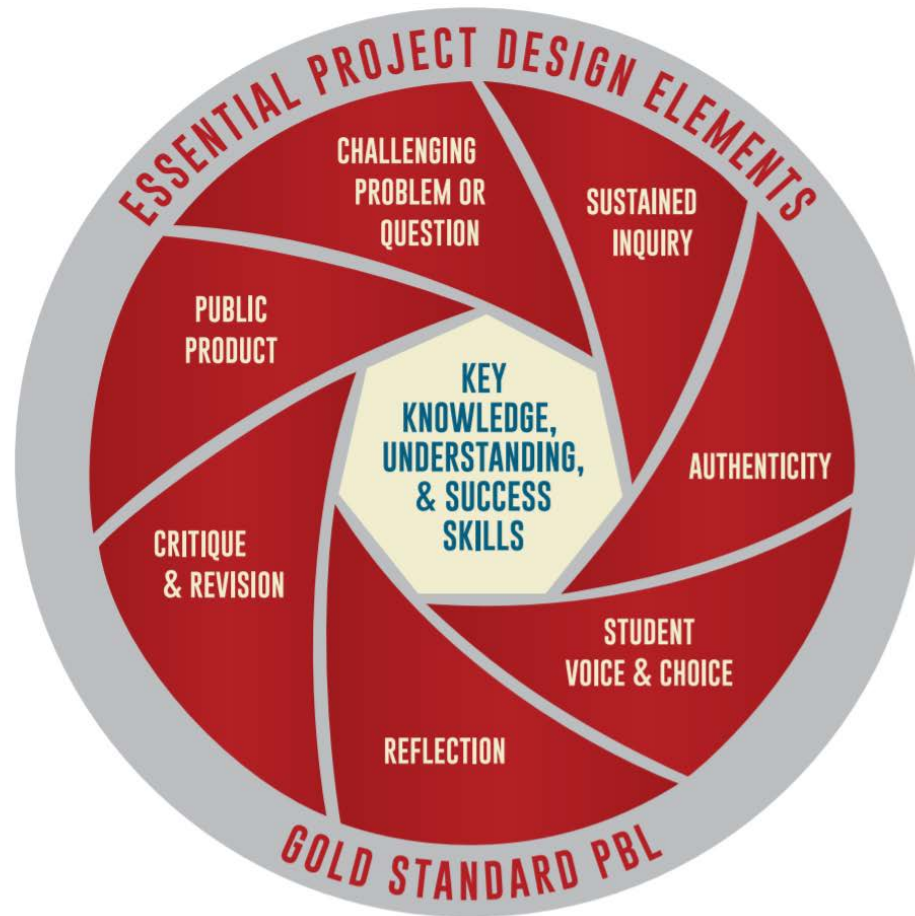 ESSENTIAL PROJECT DESIGN ELEMENTS
CHALLENGING
PROBLEM OR
QUESTION
SUSTAINED
INQUIRY
AUTHENTICITY
STUDENT
VOICE & CHOICE
REFLECTION
CRITIQUE
& REVISION
PUBLIC
PRODUCT
KEY
KNOWLEDGE,
UNDERSTANDING,
& SUCCESS
SKILLS
GOLD STANDARD PBL